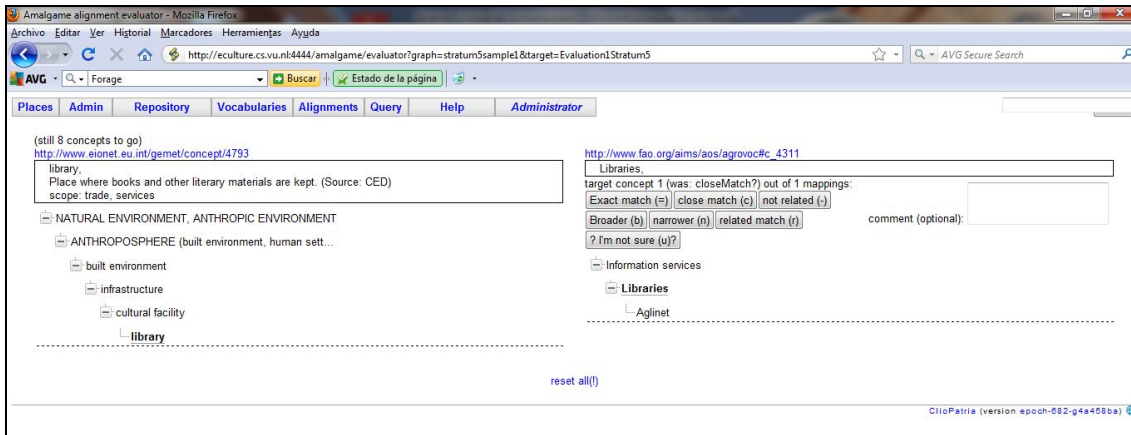 Amalgame alignment evaluator - Mozilla Firefox
Archivo Editar Ver Historial Marcadores Herramientas Ayuda
http://eculture.cs.vu.nl:4444/amalgame/evaluator?graph=stratum5sample1&target=Evaluation1Stratum5
AVG Secure Search
AVG Forage Buscar Estado de la página
Places Admin Repository Vocabularies Alignments Query Help Administrator
(still 8 concepts to go)
http://www.eionet.eu.int/gemet/concept/4793
library,
Place where books and other literary materials are kept. (Source: CED)
scope: trade, services
NATURAL ENVIRONMENT, ANTHROPIC ENVIRONMENT
ANTHROPOSPHERE (built environment, human sett...
built environment
infrastructure
cultural facility
library
http://www.fao.org/aims/aos/agrovoc#c_4311
Libraries,
target concept 1 (was: closeMatch?) out of 1 mappings:
Exact match (=) close match (c) not related (-)
Broader (b) narrower (n) related match (r)
? I'm not sure (u)?
comment (optional):
Information services
Libraries
Aglinet
reset all(!)
ClioPatria (version epoch-682-g4a458ba)